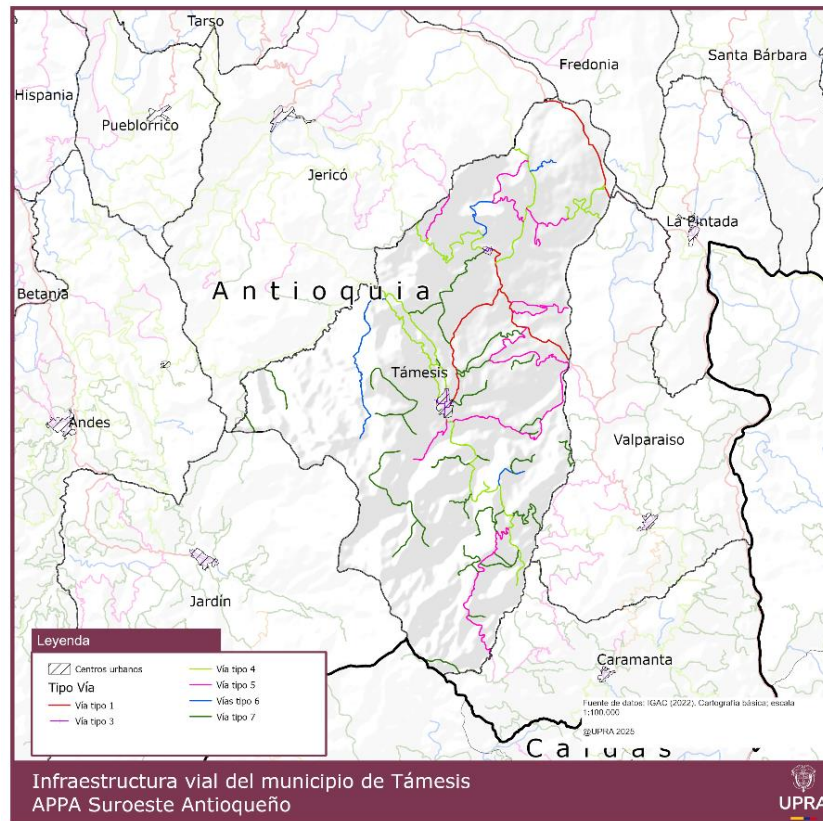 Tarso
Santa Bárbara
Fredonia
Hispania
Pueblorrico
Jericó
La Pintada
Antioquia
Betania
Támesis
Andes
Valparaiso
Jardín
Caramanta
Caldas
Leyenda
Centros urbanos
Tipo Vía
Vía tipo 1
Vía tipo 3
Vía tipo 4
Vía tipo 5
Vías tipo 6
Vía tipo 7
Fuente de datos: IGAC (2022). Cartografía básica; escala
1:100.000
@UPRA 2025
Infraestructura vial del municipio de Támesis
APPA Suroeste Antioqueño
UPRA